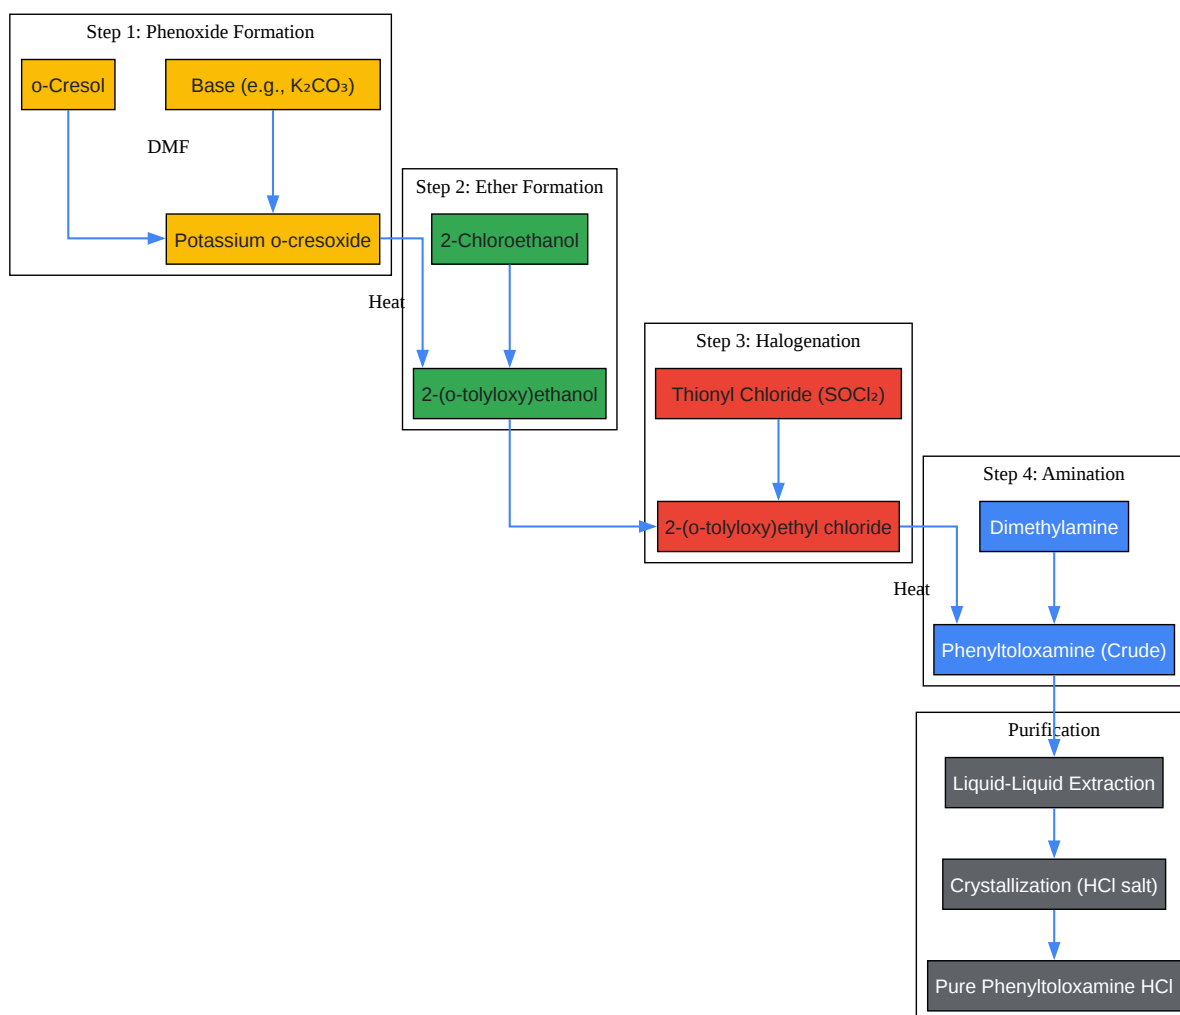 Step 1: Phenoxide Formation
o-Cresol
Base (e.g., K₂CO₃)
DMF
Potassium o-cresoxide
Step 2: Ether Formation
2-Chloroethanol
Heat
2-(o-tolyloxy)ethanol
Step 3: Halogenation
Thionyl Chloride (SOCl₂)
2-(o-tolyloxy)ethyl chloride
Step 4: Amination
Dimethylamine
Heat
Phenyltoloxamine (Crude)
Purification
Liquid-Liquid Extraction
Crystallization (HCl salt)
Pure Phenyltoloxamine HCl